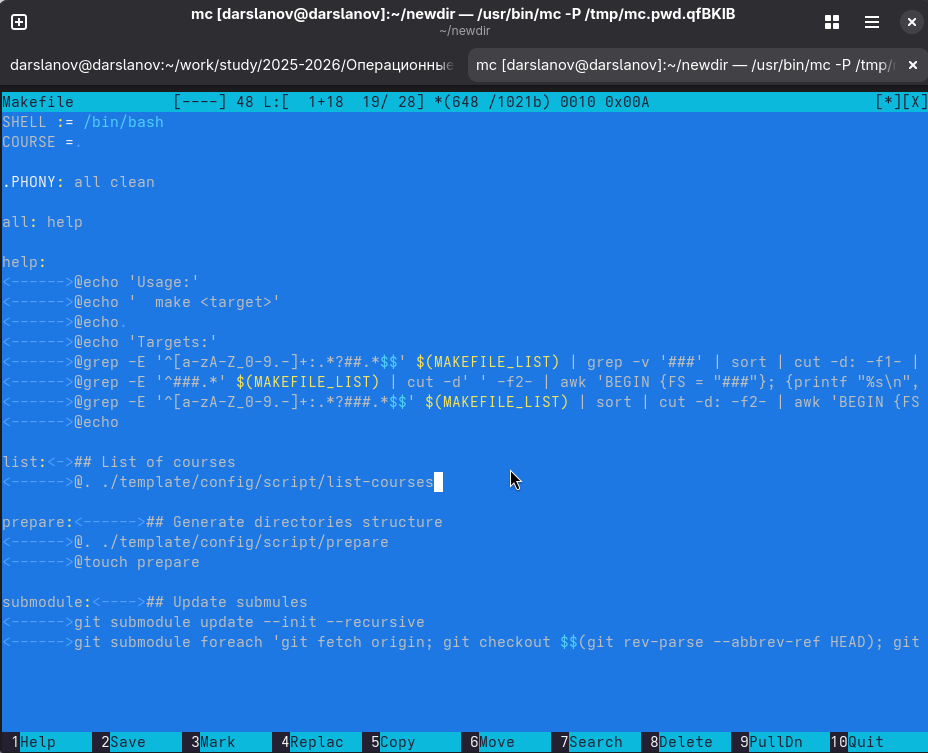 mc [darslanov@darslanov]:~/newdir — /usr/bin/mc -P /tmp/mc.pwd.qfBKIB
~/newdir
darslanov@darslanov:~/work/study/2025-2026/Операционные
mc [darslanov@darslanov]:~/newdir — /usr/bin/mc -P /tmp/
Makefile [----] 48 L:[ 1+18 19/ 28] *(648 /1021b) 0010 0x00A [*][X]
SHELL := /bin/bash
COURSE =.
.PHONY: all clean
all: help
help:
<------>@echo 'Usage:'
<------>@echo '  make <target>'
<------>@echo.
<------>@echo 'Targets:'
<------>@grep -E '^[a-zA-Z_0-9.-]+:.*?##.*$$' $(MAKEFILE_LIST) | grep -v '###' | sort | cut -d: -f1- |
<------>@grep -E '^###.*' $(MAKEFILE_LIST) | cut -d' ' -f2- | awk 'BEGIN {FS = "###"}; {printf "%s\n",
<------>@grep -E '^[a-zA-Z_0-9.-]+:.*?###.*$$' $(MAKEFILE_LIST) | sort | cut -d: -f2- | awk 'BEGIN {FS
<------>@echo
list:<->## List of courses
<------>@. ./template/config/script/list-courses
prepare:<------>## Generate directories structure
<------>@. ./template/config/script/prepare
<------>@touch prepare
submodule:<---->## Update submules
<------>git submodule update --init --recursive
<------>git submodule foreach 'git fetch origin; git checkout $$(git rev-parse --abbrev-ref HEAD); git
1Help 2Save 3Mark 4Replac 5Copy 6Move 7Search 8Delete 9PullDn 10Quit